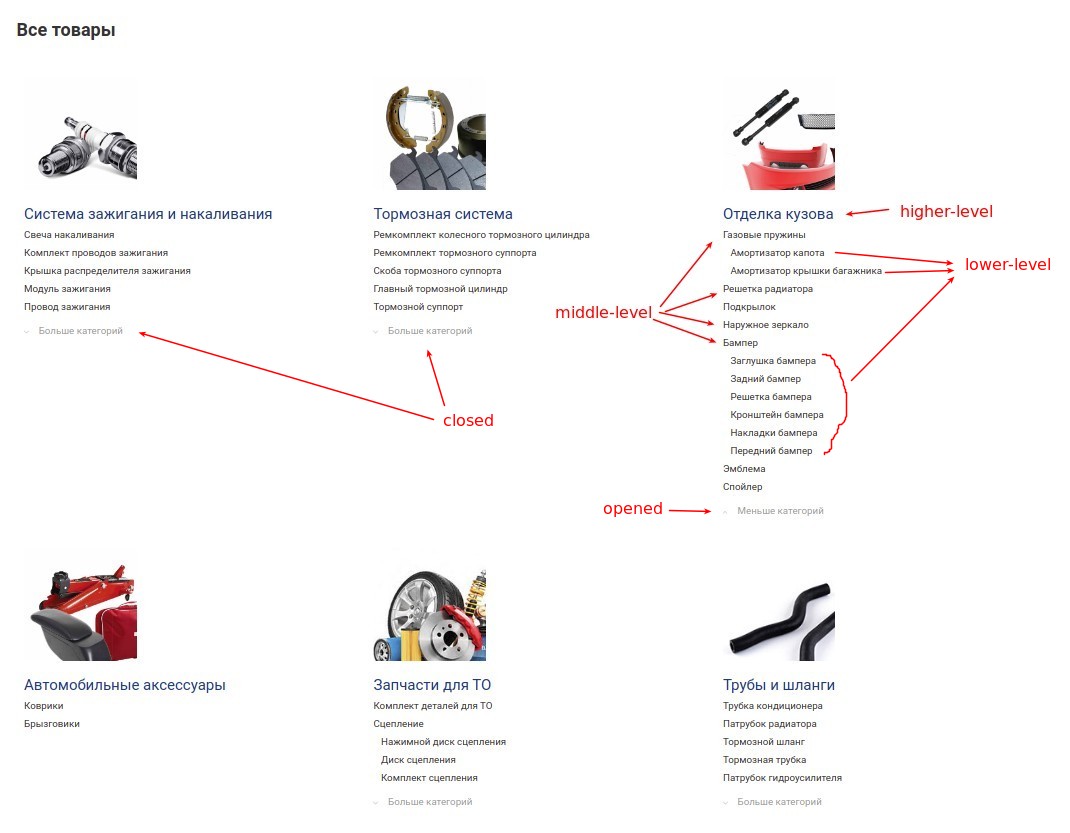 Все товары
Система зажигания и накаливания
Свеча накаливания
Комплект проводов зажигания
Крышка распределителя зажигания
Модуль зажигания
Провод зажигания
Больше категорий
Тормозная система
Ремкомплект колесного тормозного цилиндра
Ремкомплект тормозного суппорта
Скоба тормозного суппорта
Главный тормозной цилиндр
Тормозной суппорт
Больше категорий
closed
Отделка кузова
higher-level
Газовые пружины
Амортизатор капота
Амортизатор крышки багажника
lower-level
Решетка радиатора
middle-level
Подкрылок
Наружное зеркало
Бампер
Заглушка бампера
Задний бампер
Решетка бампера
Кронштейн бампера
Накладки бампера
Передний бампер
Эмблема
Спойлер
opened
Меньше категорий
Автомобильные аксессуары
Коврики
Брызговики
Запчасти для ТО
Комплект деталей для ТО
Сцепление
Нажимной диск сцепления
Диск сцепления
Комплект сцепления
Больше категорий
Трубы и шланги
Трубка кондиционера
Патрубок радиатора
Тормозной шланг
Тормозная трубка
Патрубок гидроусилителя
Больше категорий